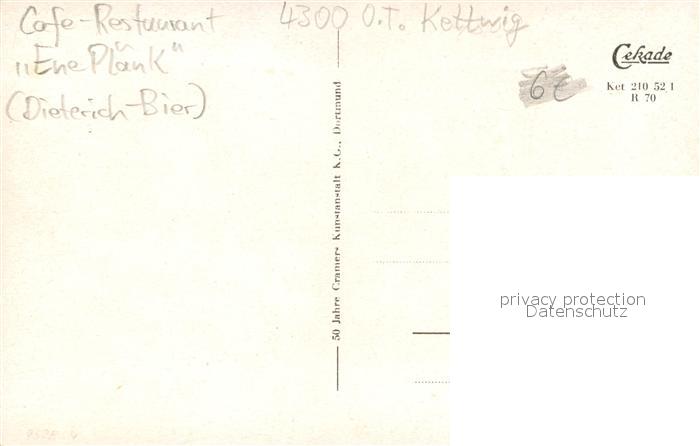 Cafe-Restaurant
„Ene Plänk“
(Dieterich-Bier)
4300 O.T. Kettwig
Cekade
6€
Ket 210 52 1
R 70
50 Jahre Cramers Kunstanstalt K.G., Dortmund
privacy protection
Datenschutz